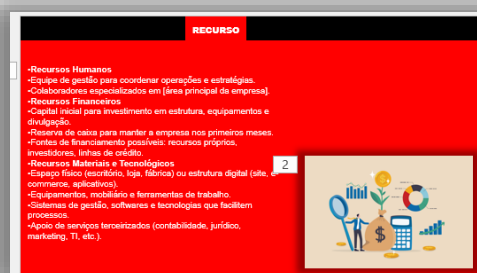 RECURSO
•Recursos Humanos
•Equipe de gestão para coordenar operações e estratégias.
•Colaboradores especializados em [área principal da empresa].
•Recursos Financeiros
•Capital inicial para investimento em estrutura, equipamentos e
divulgação.
•Reserva de caixa para manter a empresa nos primeiros meses.
•Fontes de financiamento possíveis: recursos próprios,
investidores, linhas de crédito.
•Recursos Materiais e Tecnológicos
•Espaço físico (escritório, loja, fábrica) ou estrutura digital (site, e-
commerce, aplicativos).
•Equipamentos, mobiliário e ferramentas de trabalho.
•Sistemas de gestão, softwares e tecnologias que facilitem
processos.
•Apoio de serviços terceirizados (contabilidade, jurídico,
marketing, TI, etc.).
2
$